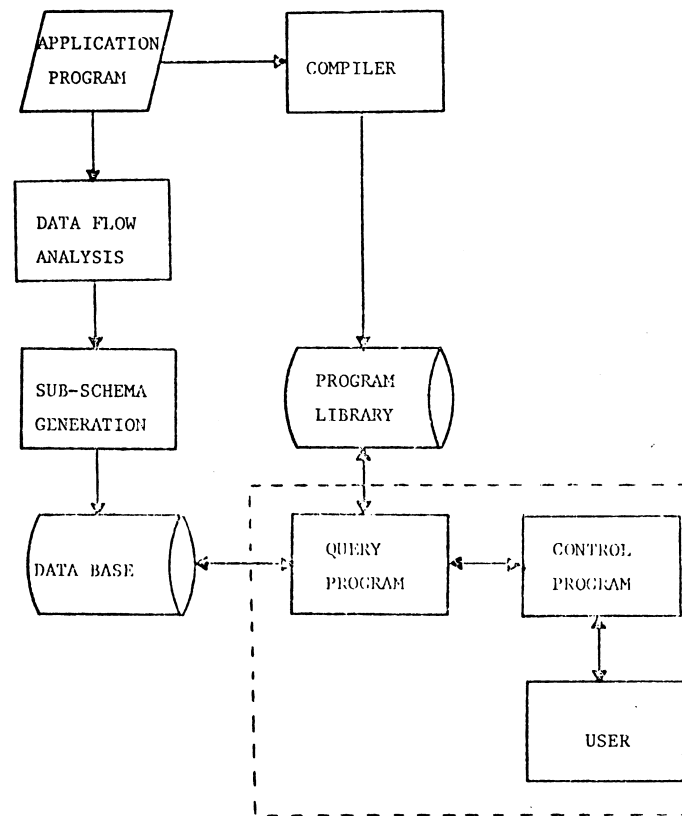 APPLICATION
PROGRAM
COMPILER
DATA FLOW
ANALYSIS
SUB-SCHEMA
GENERATION
PROGRAM
LIBRARY
DATA BASE
QUERY
PROGRAM
CONTROL
PROGRAM
USER